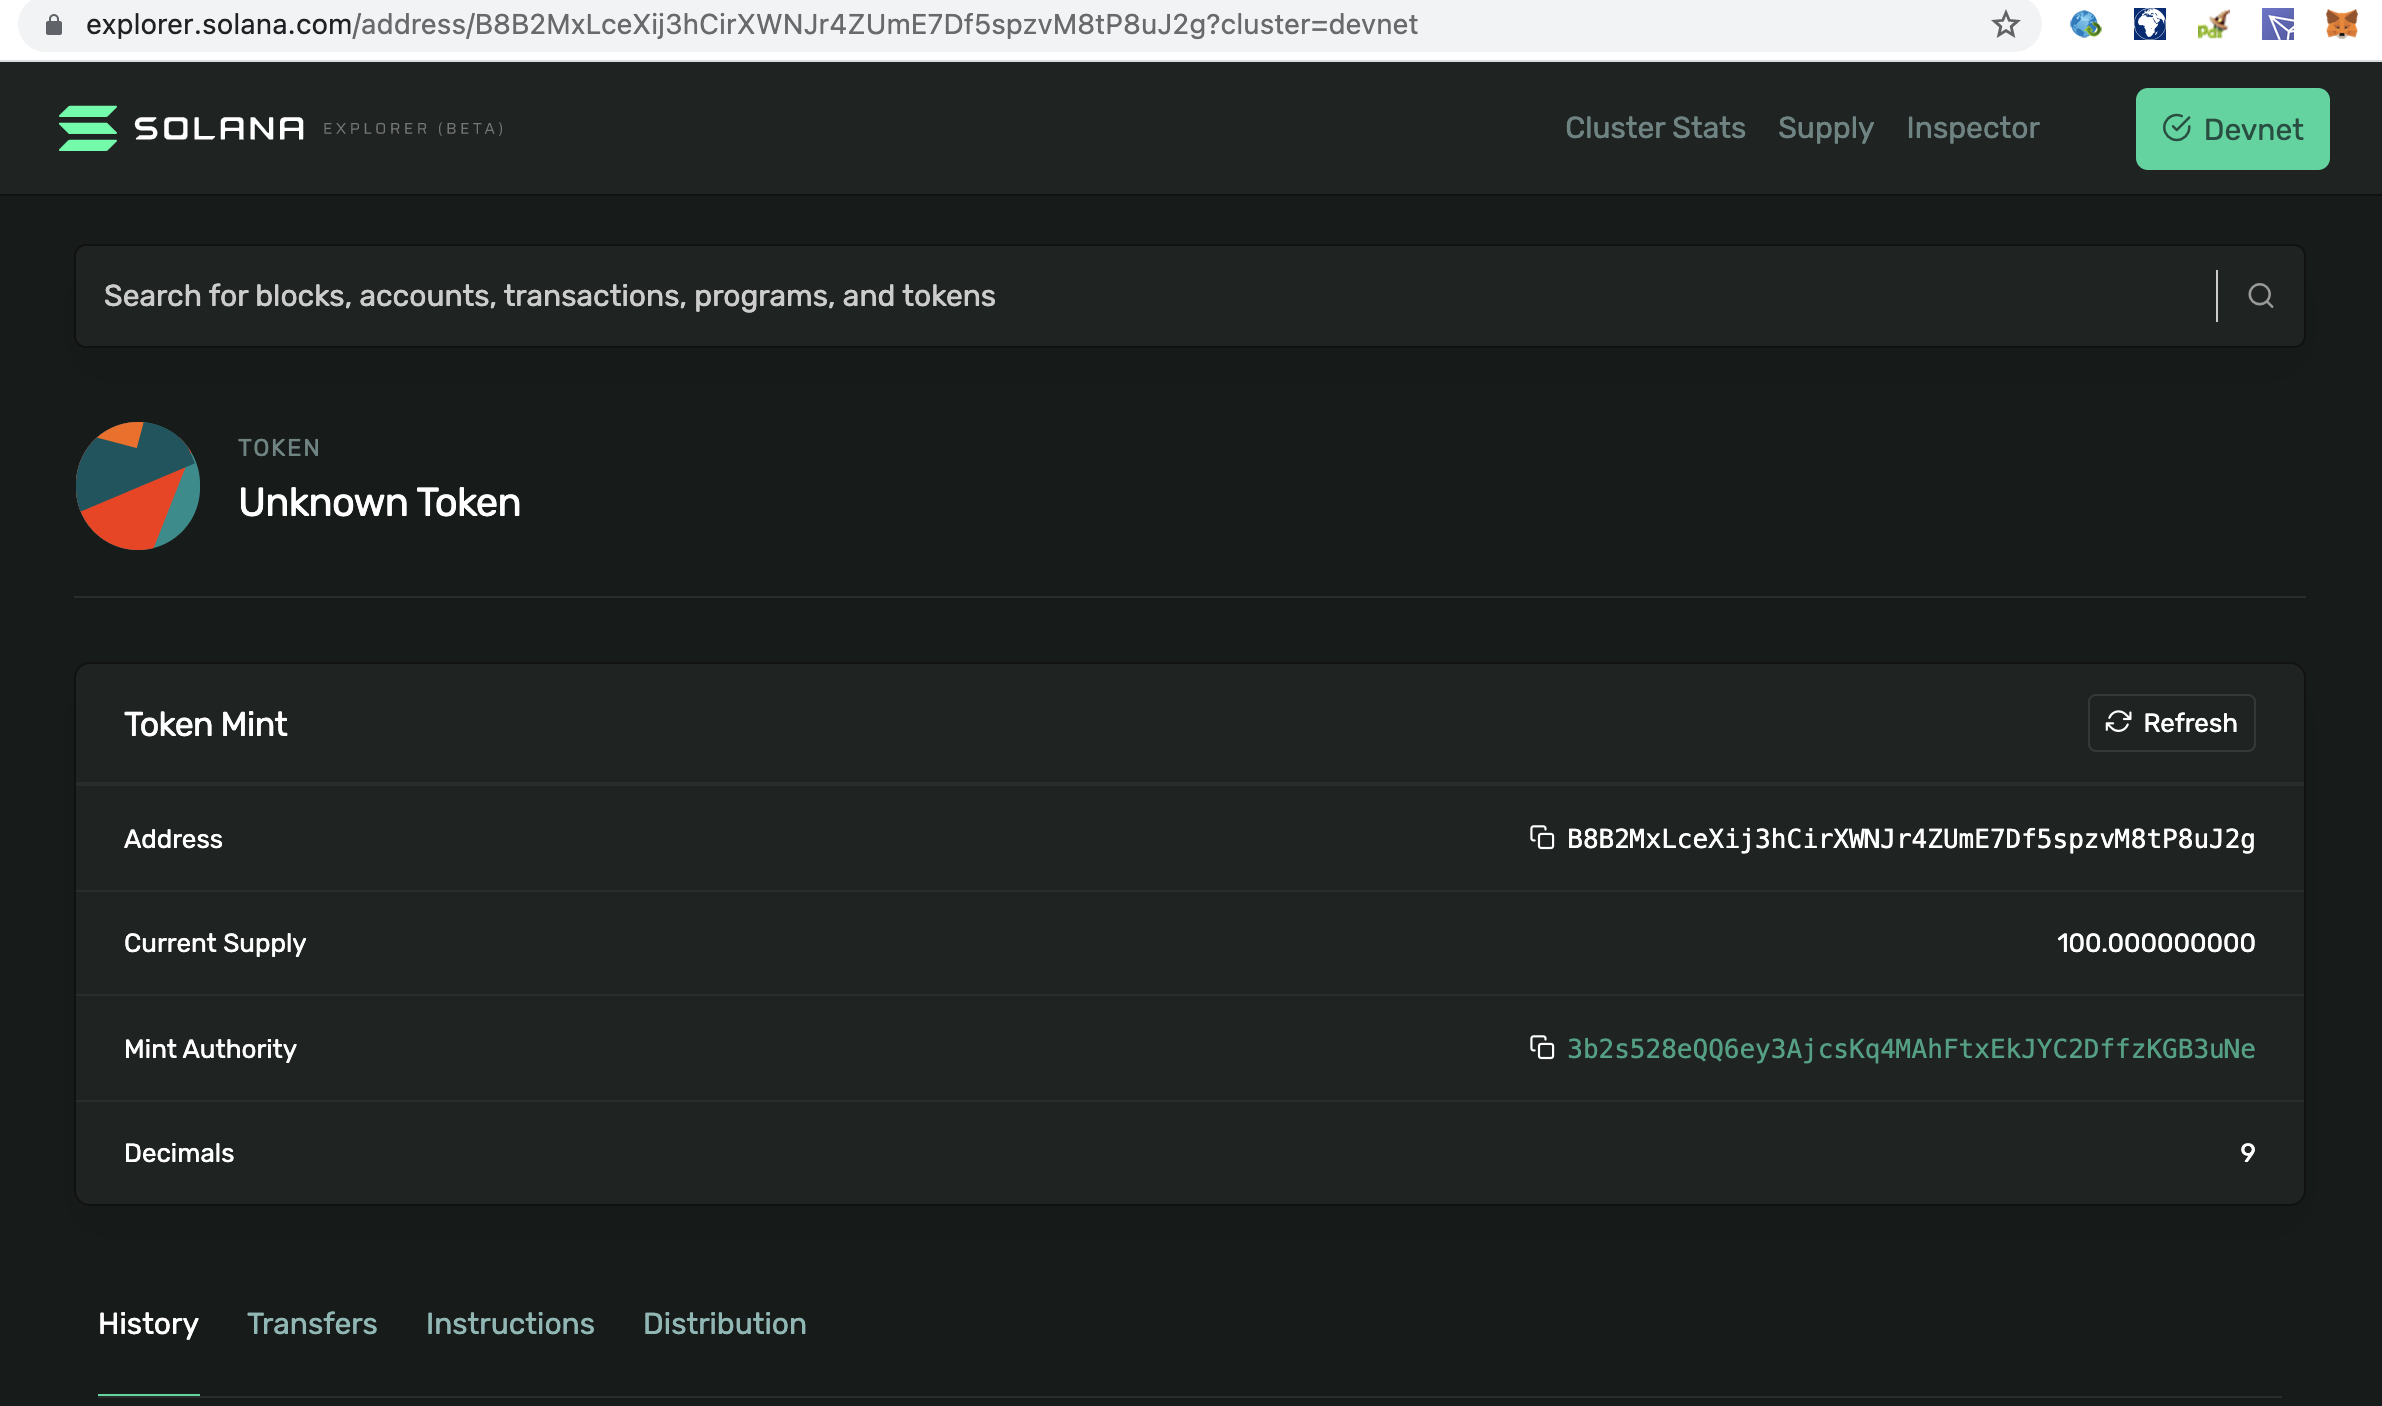 explorer.solana.com/address/B8B2MxLceXij3hCirXWNJr4ZUmE7Df5spzvM8tP8uJ2g?cluster=devnet
pdf
SOLANA EXPLORER (BETA)
Cluster Stats Supply Inspector Devnet
Search for blocks, accounts, transactions, programs, and tokens
TOKEN
Unknown Token
Token Mint Refresh
Address B8B2MxLceXij3hCirXWNJr4ZUmE7Df5spzvM8tP8uJ2g
Current Supply 100.000000000
Mint Authority 3b2s528eQQ6ey3AjcsKq4MAhFtxEkJYC2DffzKGB3uNe
Decimals 9
History Transfers Instructions Distribution